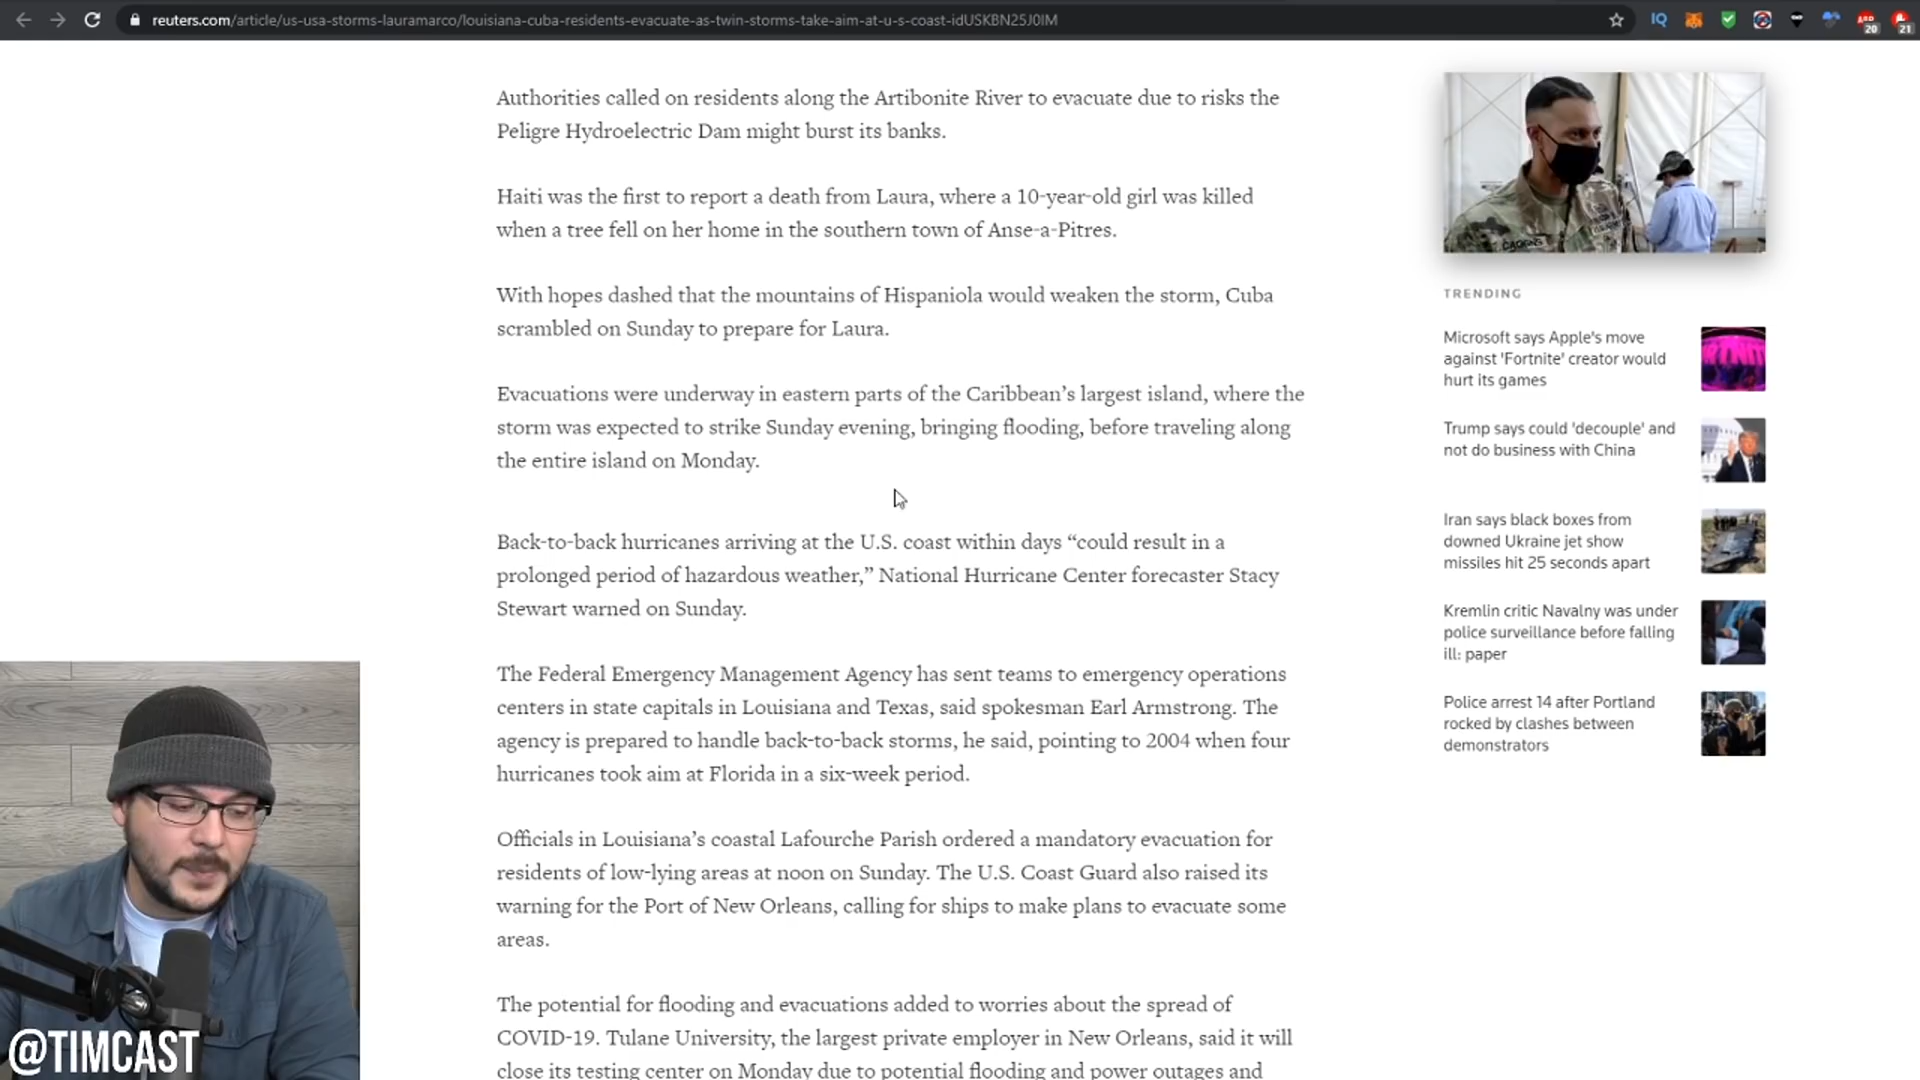 reuters.com/article/us-usa-storms-lauramarco/louisiana-cuba-residents-evacuate-as-twin-storms-take-aim-at-u-s-coast-idUSKBN25J0IM
IQ
20
21
Authorities called on residents along the Artibonite River to evacuate due to risks the
Peligre Hydroelectric Dam might burst its banks.
Haiti was the first to report a death from Laura, where a 10-year-old girl was killed
when a tree fell on her home in the southern town of Anse-a-Pitres.
With hopes dashed that the mountains of Hispaniola would weaken the storm, Cuba
scrambled on Sunday to prepare for Laura.
Evacuations were underway in eastern parts of the Caribbean’s largest island, where the
storm was expected to strike Sunday evening, bringing flooding, before traveling along
the entire island on Monday.
Back-to-back hurricanes arriving at the U.S. coast within days “could result in a
prolonged period of hazardous weather,” National Hurricane Center forecaster Stacy
Stewart warned on Sunday.
The Federal Emergency Management Agency has sent teams to emergency operations
centers in state capitals in Louisiana and Texas, said spokesman Earl Armstrong. The
agency is prepared to handle back-to-back storms, he said, pointing to 2004 when four
hurricanes took aim at Florida in a six-week period.
Officials in Louisiana’s coastal Lafourche Parish ordered a mandatory evacuation for
residents of low-lying areas at noon on Sunday. The U.S. Coast Guard also raised its
warning for the Port of New Orleans, calling for ships to make plans to evacuate some
areas.
The potential for flooding and evacuations added to worries about the spread of
COVID-19. Tulane University, the largest private employer in New Orleans, said it will
close its testing center on Monday due to potential flooding and power outages and
TRENDING
Microsoft says Apple's move
against 'Fortnite' creator would
hurt its games
Trump says could 'decouple' and
not do business with China
Iran says black boxes from
downed Ukraine jet show
missiles hit 25 seconds apart
Kremlin critic Navalny was under
police surveillance before falling
ill: paper
Police arrest 14 after Portland
rocked by clashes between
demonstrators
@TIMCAST